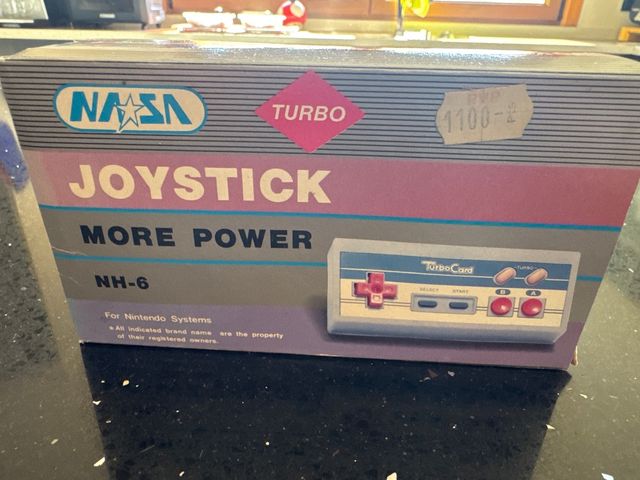 NASA
TURBO
PVP
1100-
JOYSTICK
MORE POWER
NH-6
For Nintendo Systems
• All indicated brand name are the property
of their registered owners.
TurboCard
TURBO
SELECT START
B A